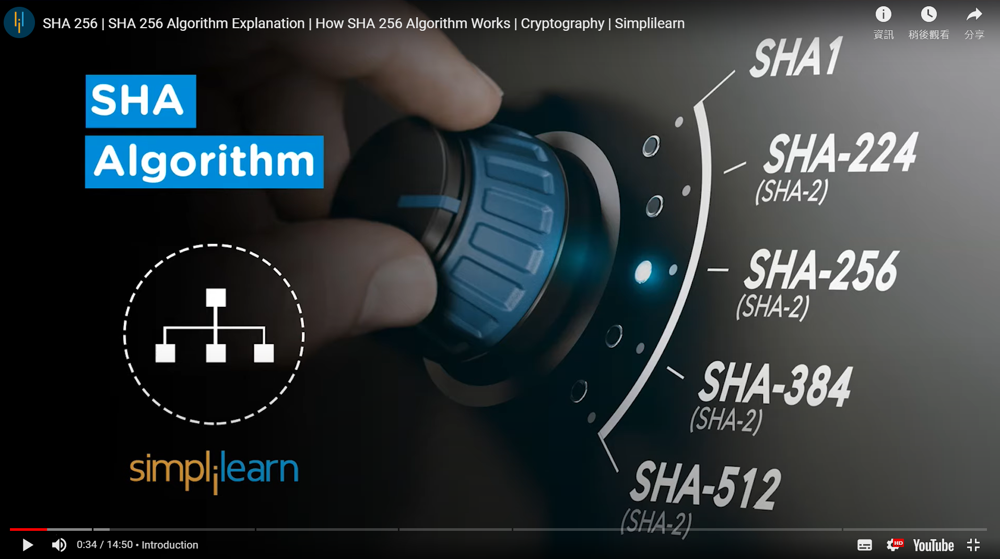 SHA 256 | SHA 256 Algorithm Explanation | How SHA 256 Algorithm Works | Cryptography | Simplilearn
資訊
稍後觀看
分享
SHA
Algorithm
simplilearn
SHA1
SHA-224
(SHA-2)
SHA-256
(SHA-2)
SHA-384
(SHA-2)
SHA-512
(SHA-2)
0:34 / 14:50 • Introduction
HD
YouTube